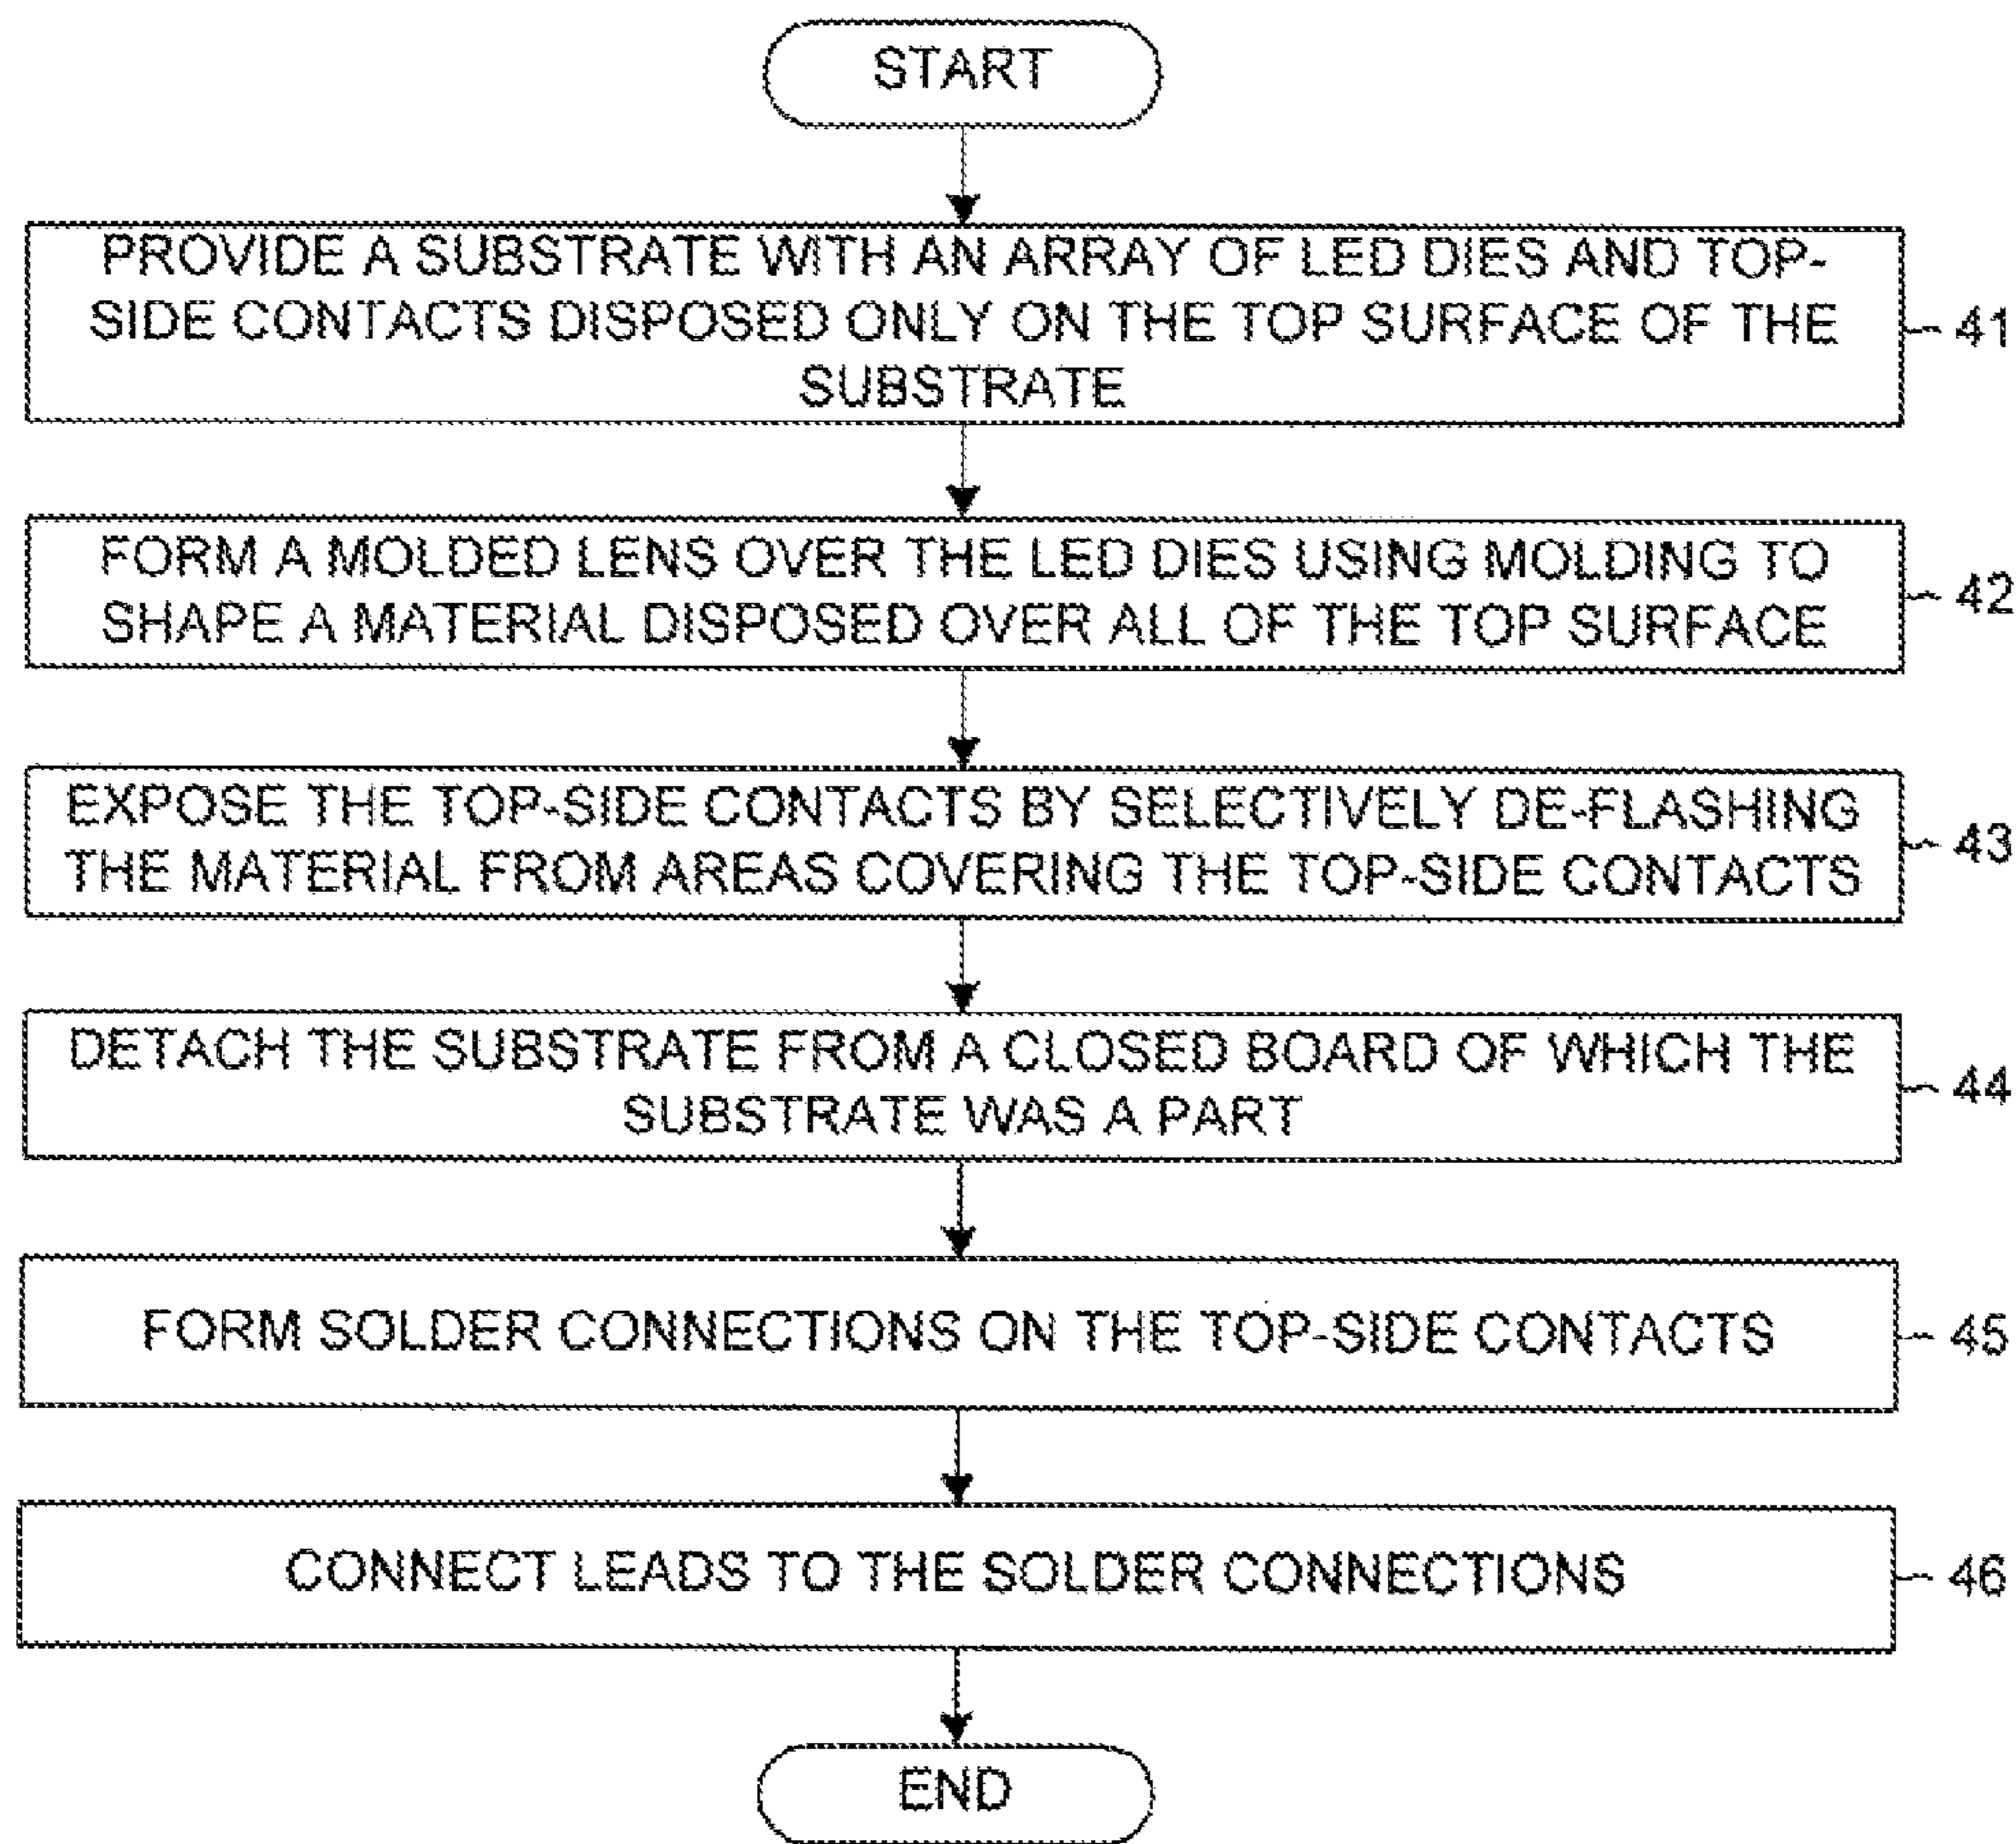 START
PROVIDE A SUBSTRATE WITH AN ARRAY OF LED DIES AND TOP-
SIDE CONTACTS DISPOSED ONLY ON THE TOP SURFACE OF THE
SUBSTRATE
41
FORM A MOLDED LENS OVER THE LED DIES USING MOLDING TO
SHAPE A MATERIAL DISPOSED OVER ALL OF THE TOP SURFACE
42
EXPOSE THE TOP-SIDE CONTACTS BY SELECTIVELY DE-FLASHING
THE MATERIAL FROM AREAS COVERING THE TOP-SIDE CONTACTS
43
DETACH THE SUBSTRATE FROM A CLOSED BOARD OF WHICH THE
SUBSTRATE WAS A PART
44
FORM SOLDER CONNECTIONS ON THE TOP-SIDE CONTACTS
45
CONNECT LEADS TO THE SOLDER CONNECTIONS
46
END